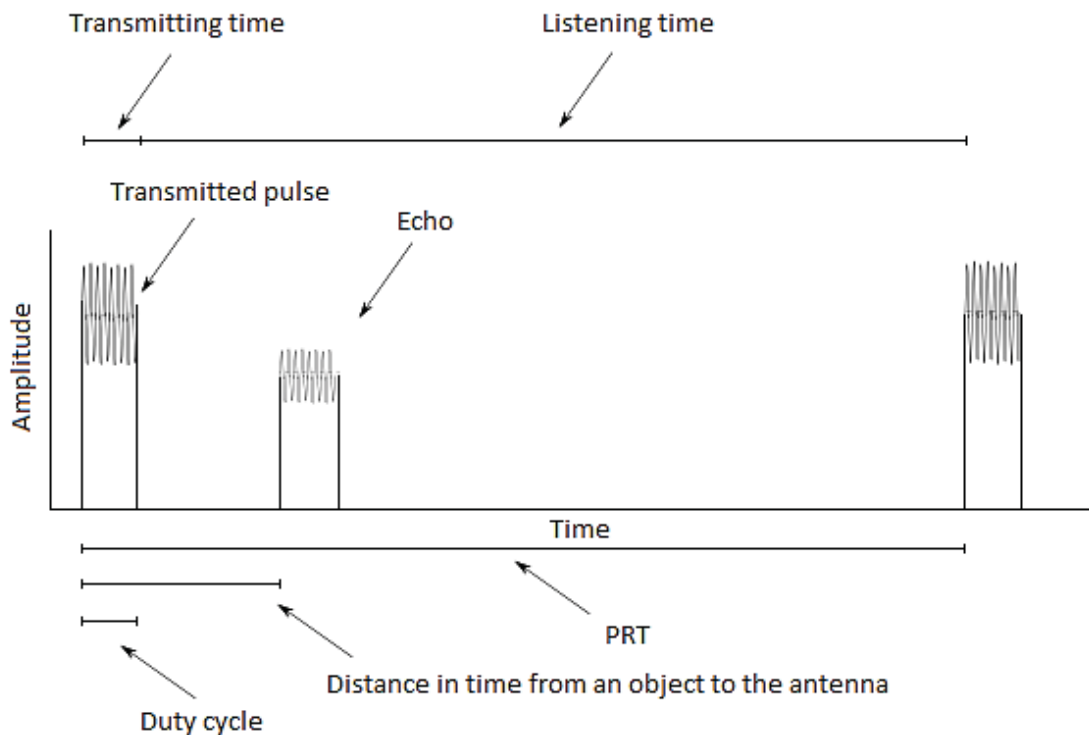 Transmitting time
Listening time
Transmitted pulse
Echo
Amplitude
Time
PRT
Distance in time from an object to the antenna
Duty cycle